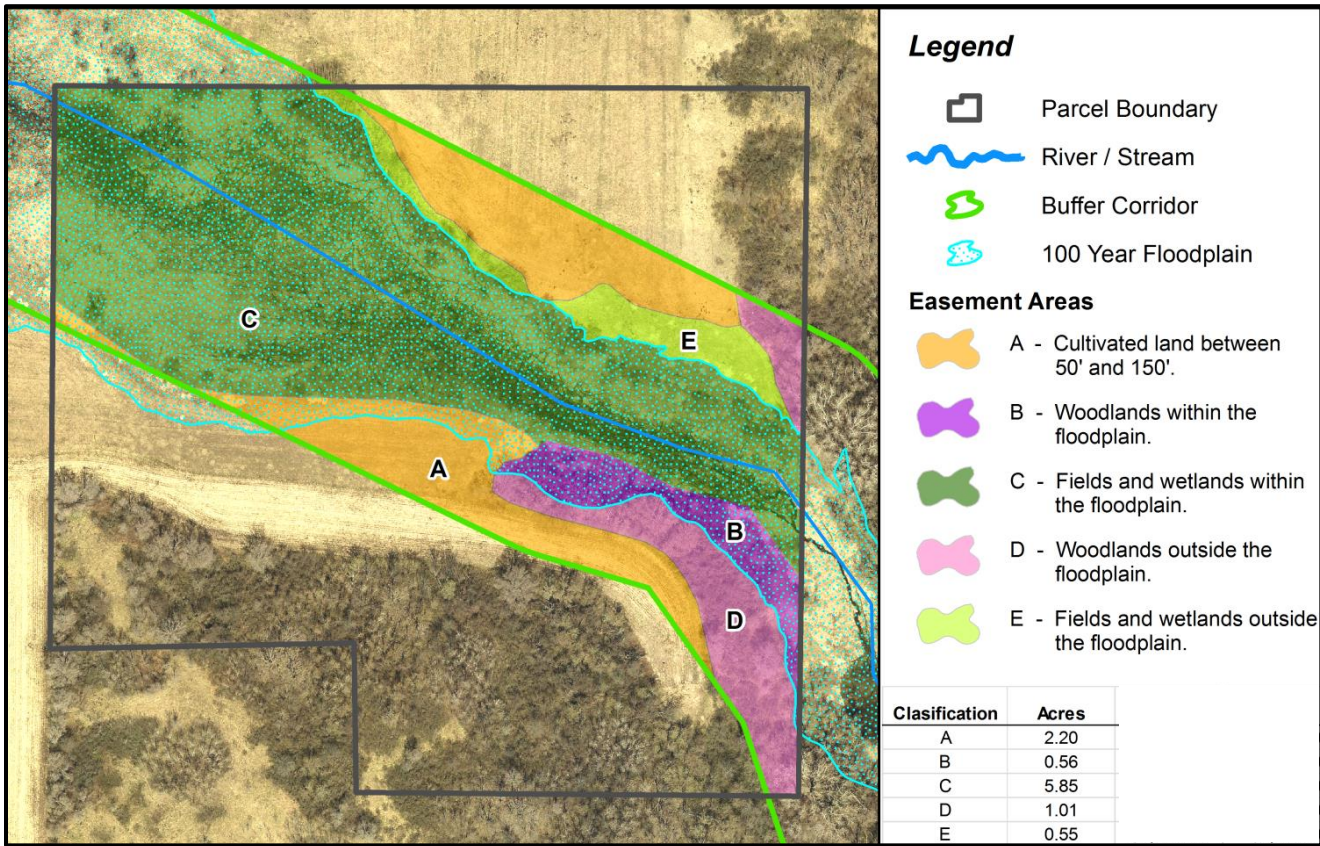 C
E
A
B
D
Legend
Parcel Boundary
River / Stream
Buffer Corridor
100 Year Floodplain
Easement Areas
A - Cultivated land between
50' and 150'.
B - Woodlands within the
floodplain.
C - Fields and wetlands within
the floodplain.
D - Woodlands outside the
floodplain.
E - Fields and wetlands outside
the floodplain.
Clasification Acres
A 2.20
B 0.56
C 5.85
D 1.01
E 0.55